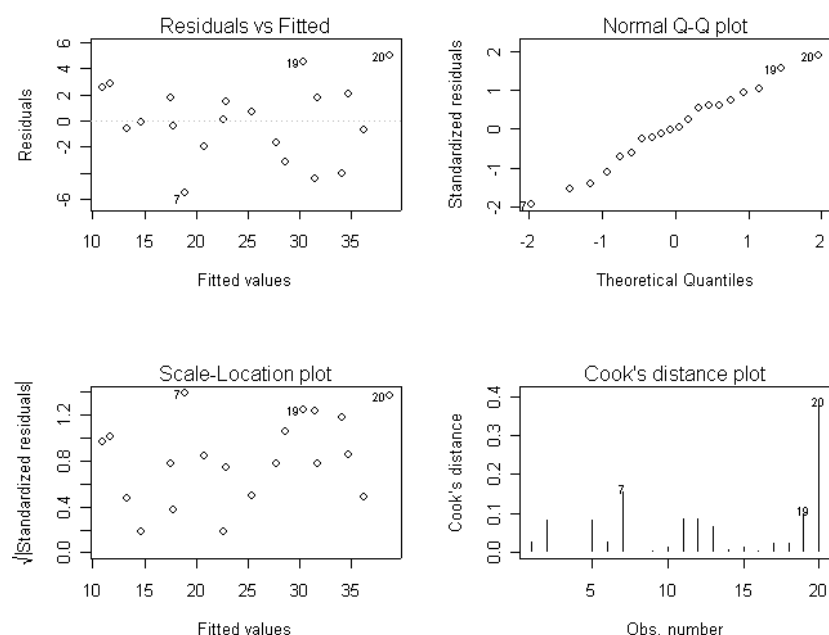 Residuals vs Fitted
Residuals
6
4
2
0
-2
-6
19
20
7
10 15 20 25 30 35
Fitted values
Normal Q-Q plot
Standardized residuals
2
1
0
-1
-2
19
20
7
-2 -1 0 1 2
Theoretical Quantiles
Scale-Location plot
√|Standardized residuals|
1.2
0.8
0.4
0.0
7
19
20
10 15 20 25 30 35
Fitted values
Cook's distance plot
Cook's distance
0.4
0.3
0.2
0.1
0.0
20
7
19
5 10 15 20
Obs. number